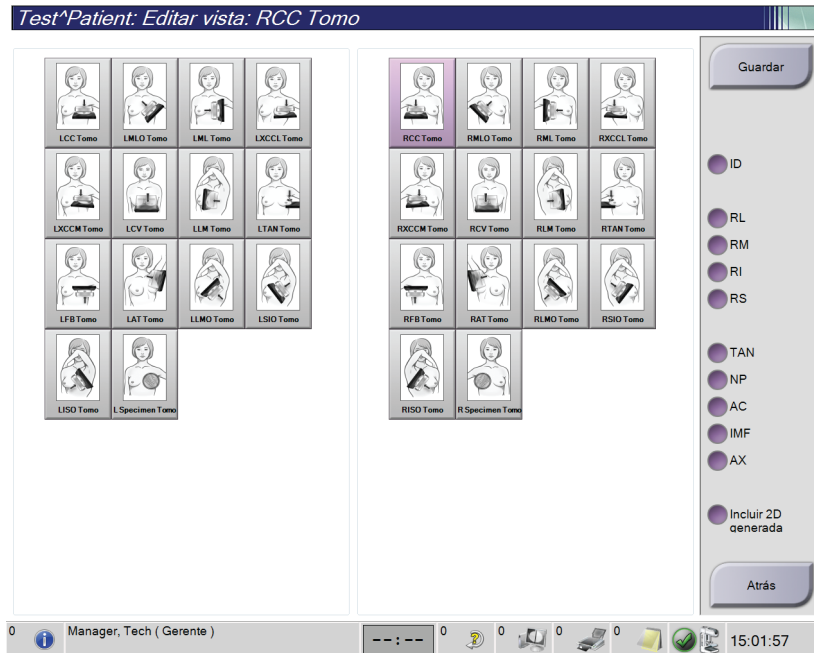 Test^Patient: Editar vista: RCC Tomo
LCC Tomo LMLO Tomo LML Tomo LXCCL Tomo
LXCCM Tomo LCV Tomo LLM Tomo LTAN Tomo
LFB Tomo LAT Tomo LLMO Tomo LSIO Tomo
LISO Tomo L Specimen Tomo
RCC Tomo RMLO Tomo RML Tomo RXCCL Tomo
RXCCM Tomo RCV Tomo RLM Tomo RTAN Tomo
RFB Tomo RAT Tomo RLMO Tomo RSIO Tomo
RISO Tomo R Specimen Tomo
Guardar
ID
RL
RM
RI
RS
TAN
NP
AC
IMF
AX
Incluir 2D
generada
Atrás
0 Manager, Tech ( Gerente ) --:-- 0 0 0 0 15:01:57